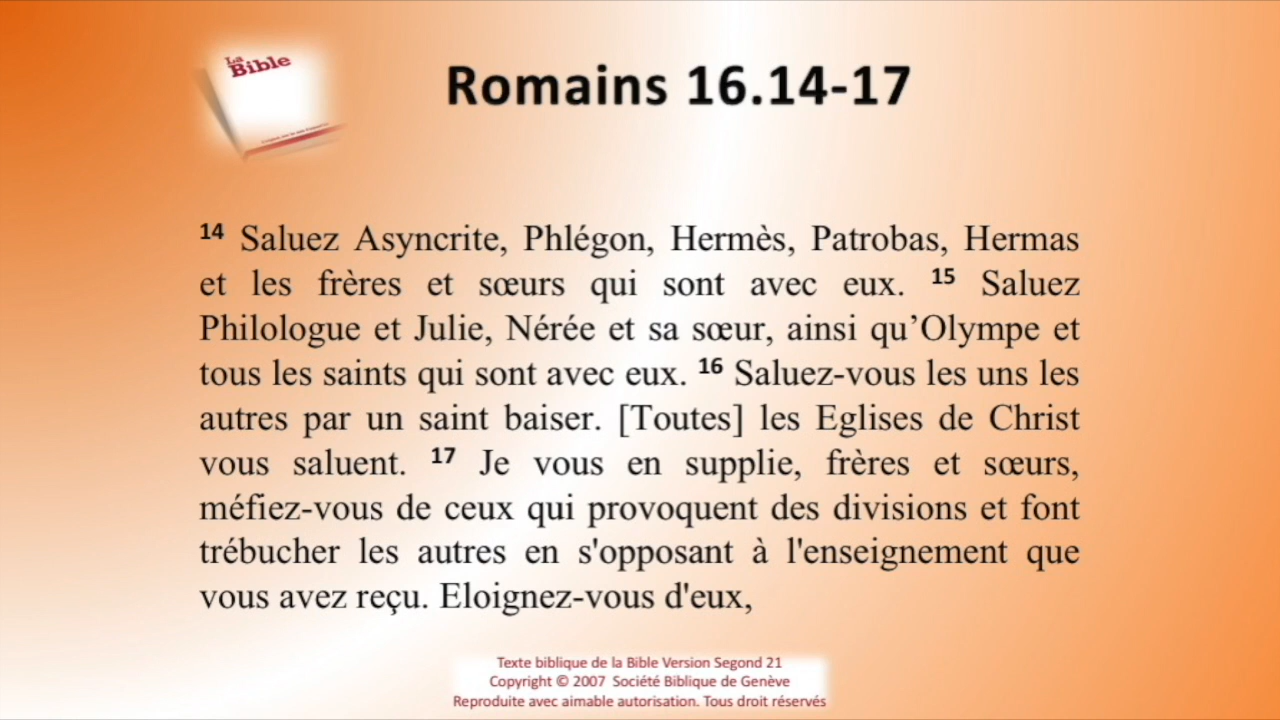 La
Bible
Romains 16.14-17
14 Saluez Asyncrite, Phlégon, Hermès, Patrobas, Hermas
et les frères et sœurs qui sont avec eux. 15 Saluez
Philologue et Julie, Nérée et sa sœur, ainsi qu’Olympe et
tous les saints qui sont avec eux. 16 Saluez-vous les uns les
autres par un saint baiser. [Toutes] les Eglises de Christ
vous saluent. 17 Je vous en supplie, frères et sœurs,
méfiez-vous de ceux qui provoquent des divisions et font
trébucher les autres en s'opposant à l'enseignement que
vous avez reçu. Eloignez-vous d'eux,
Texte biblique de la Bible Version Segond 21
Copyright © 2007 Société Biblique de Genève
Reproduite avec aimable autorisation. Tous droit réservés